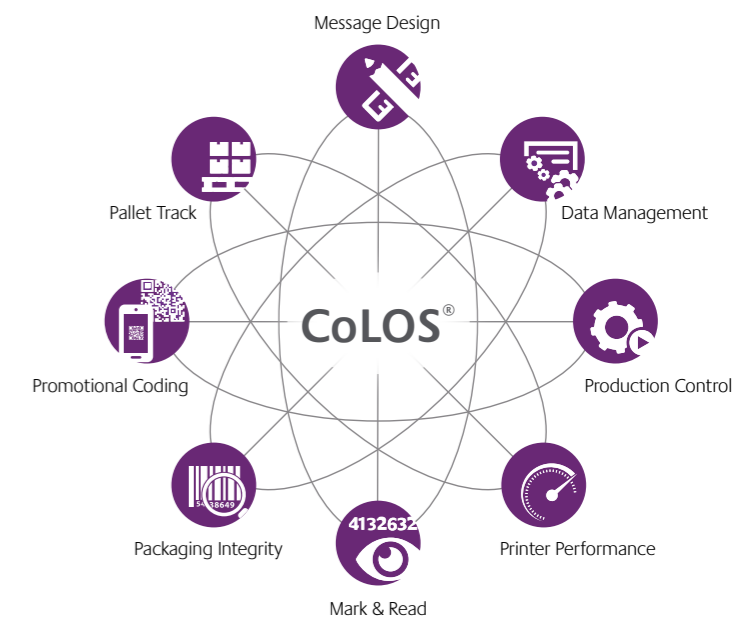 Message Design
Pallet Track
Data Management
CoLOS®
Promotional Coding
Production Control
Packaging Integrity
4132632
Printer Performance
Mark & Read